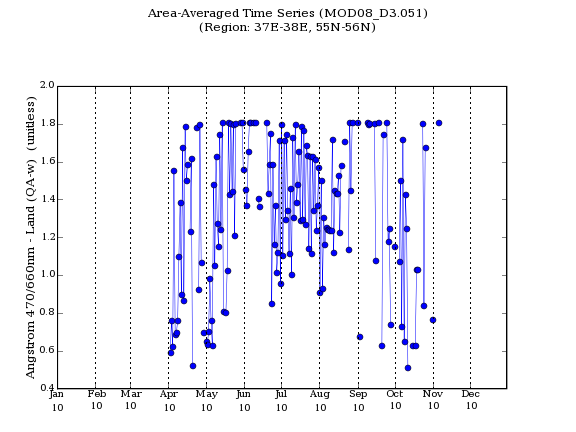 Area-Averaged Time Series (MOD08_D3.051)
(Region: 37E-38E, 55N-56N)
Angstrom 470/660nm - Land (QA-w) (unitless)
2.0
1.8
1.6
1.4
1.2
1.0
0.8
0.6
0.4
Jan Feb Mar Apr May Jun Jul Aug Sep Oct Nov Dec
10 10 10 10 10 10 10 10 10 10 10 10